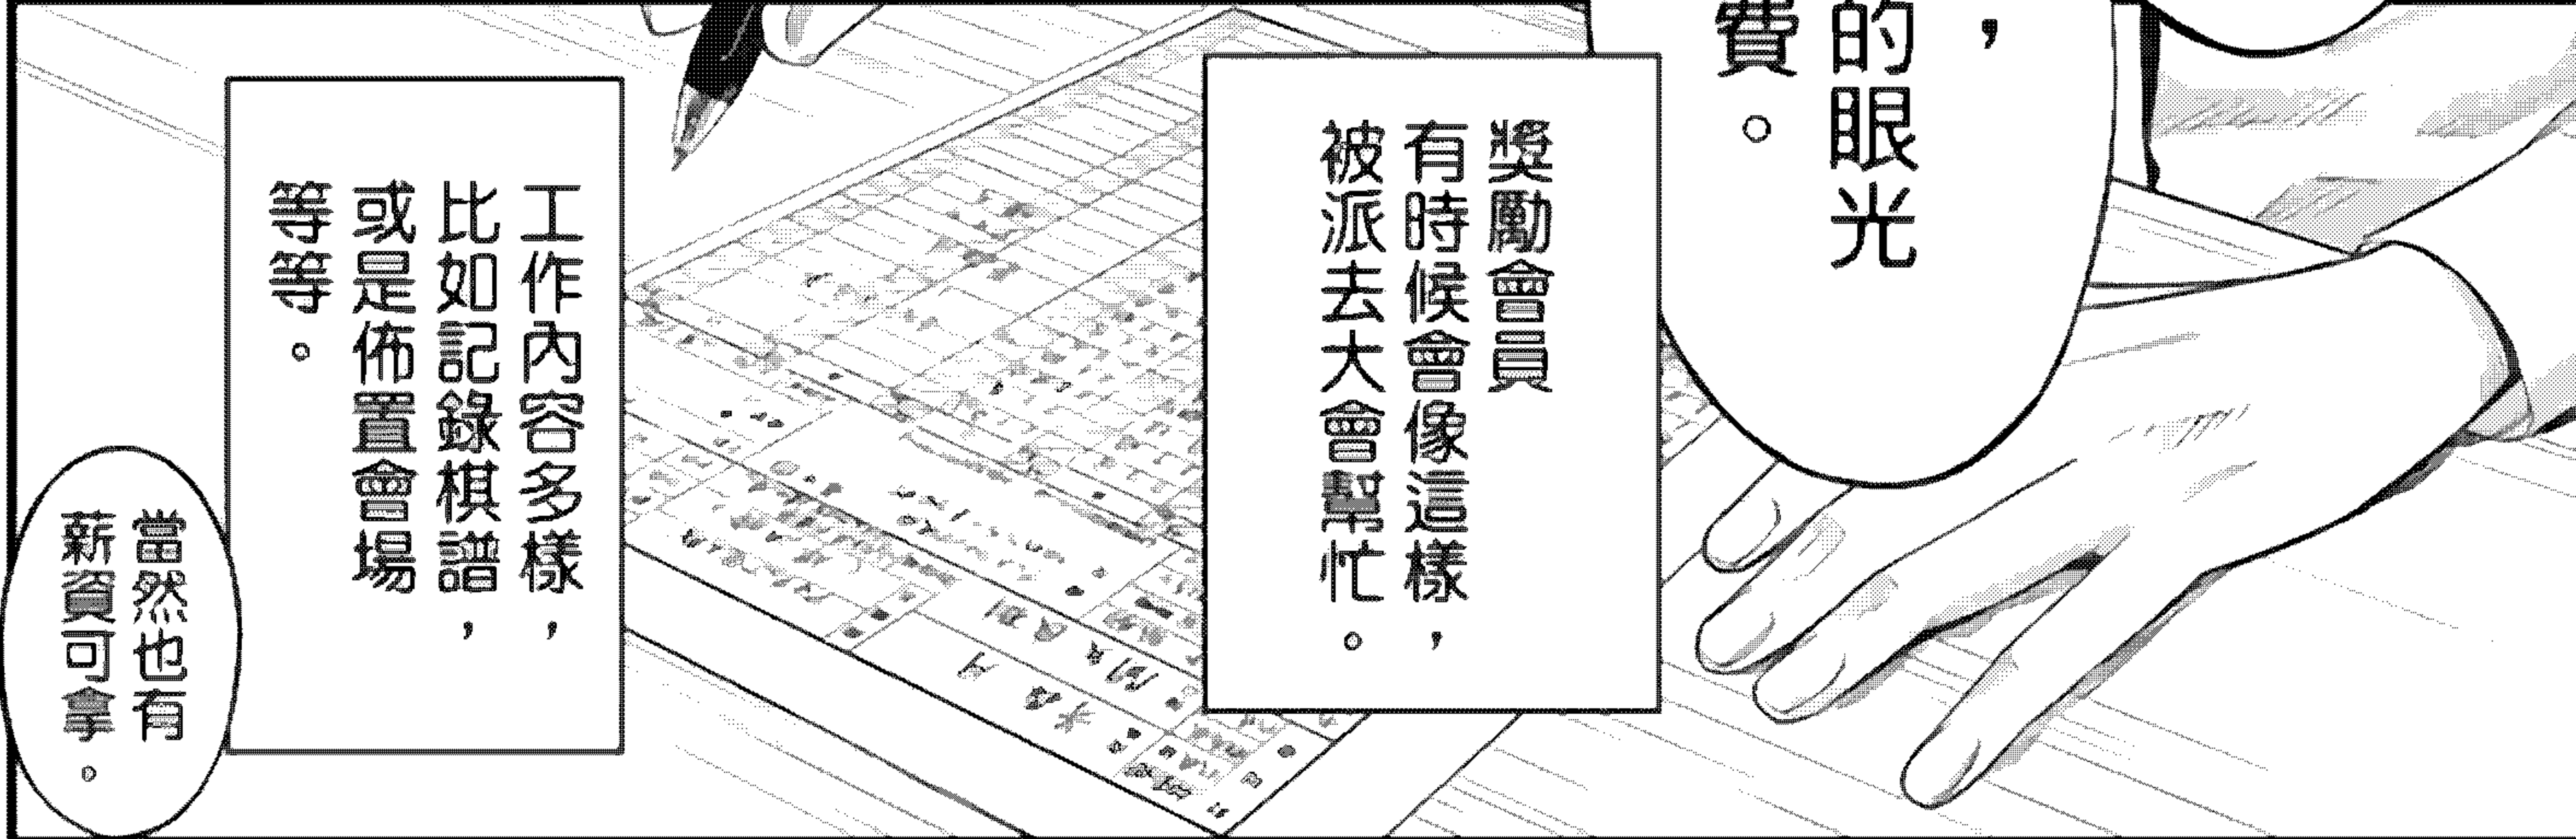 ，
的眼光
費。
獎勵會員
有時候會像這樣，
被派去大會幫忙。
工作內容多樣，
比如記錄棋譜，
或是佈置會場
等等。
當然也有
薪資可拿。